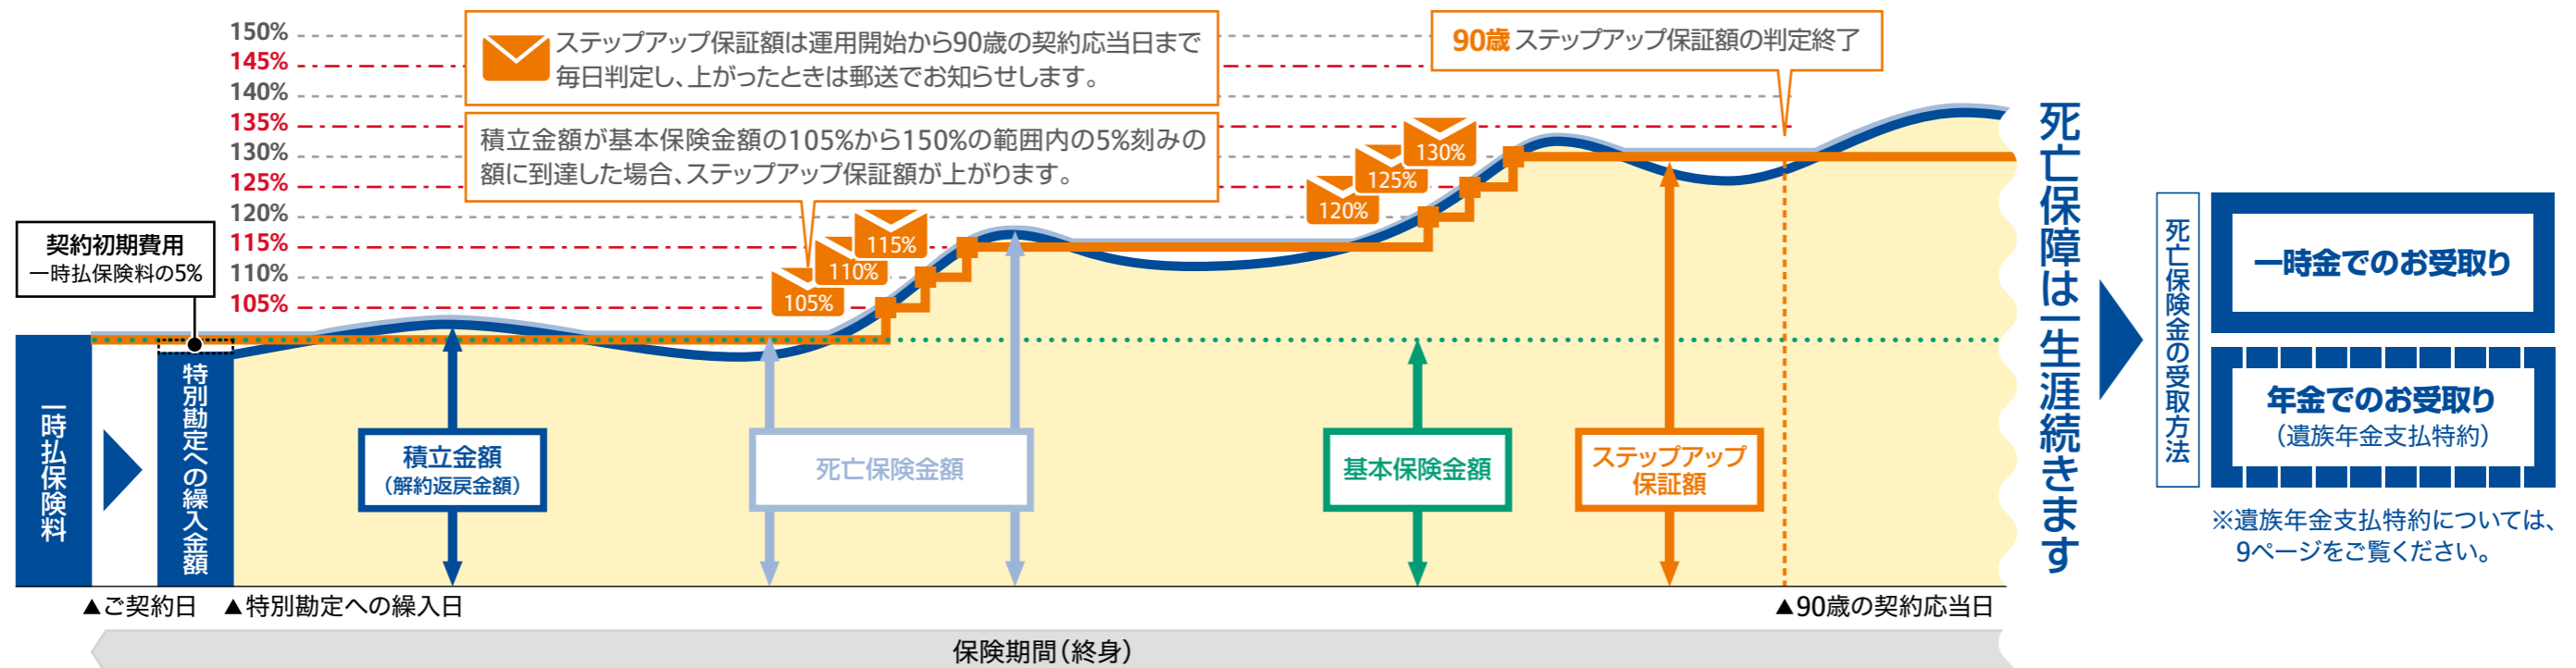 150%
145%
140%
135%
130%
125%
120%
115%
110%
105%
ステップアップ保証額は運用開始から90歳の契約応当日まで
毎日判定し、上がったときは郵送でお知らせします。
積立金額が基本保険金額の105%から150%の範囲内の5%刻みの
額に到達した場合、ステップアップ保証額が上がります。
90歳 ステップアップ保証額の判定終了
契約初期費用
一時払保険料の5%
105%
110%
115%
120%
125%
130%
一時払保険料
特別勘定への繰入金額
積立金額
（解約返戻金額）
死亡保険金額
基本保険金額
ステップアップ
保証額
▲ご契約日
▲特別勘定への繰入日
▲90歳の契約応当日
保険期間（終身）
死亡保障は一生涯続きます
死亡保険金の受取方法
一時金でのお受取り
年金でのお受取り
（遺族年金支払特約）
※遺族年金支払特約については、
9ページをご覧ください。